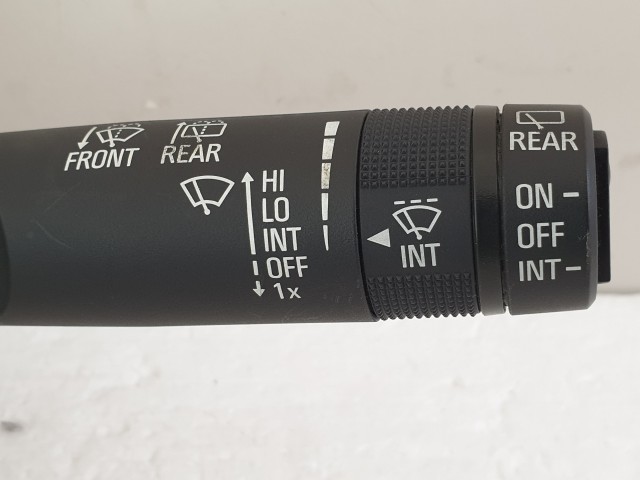 FRONT REAR
HI
LO
INT
OFF
1x
INT
REAR
ON -
OFF
INT -